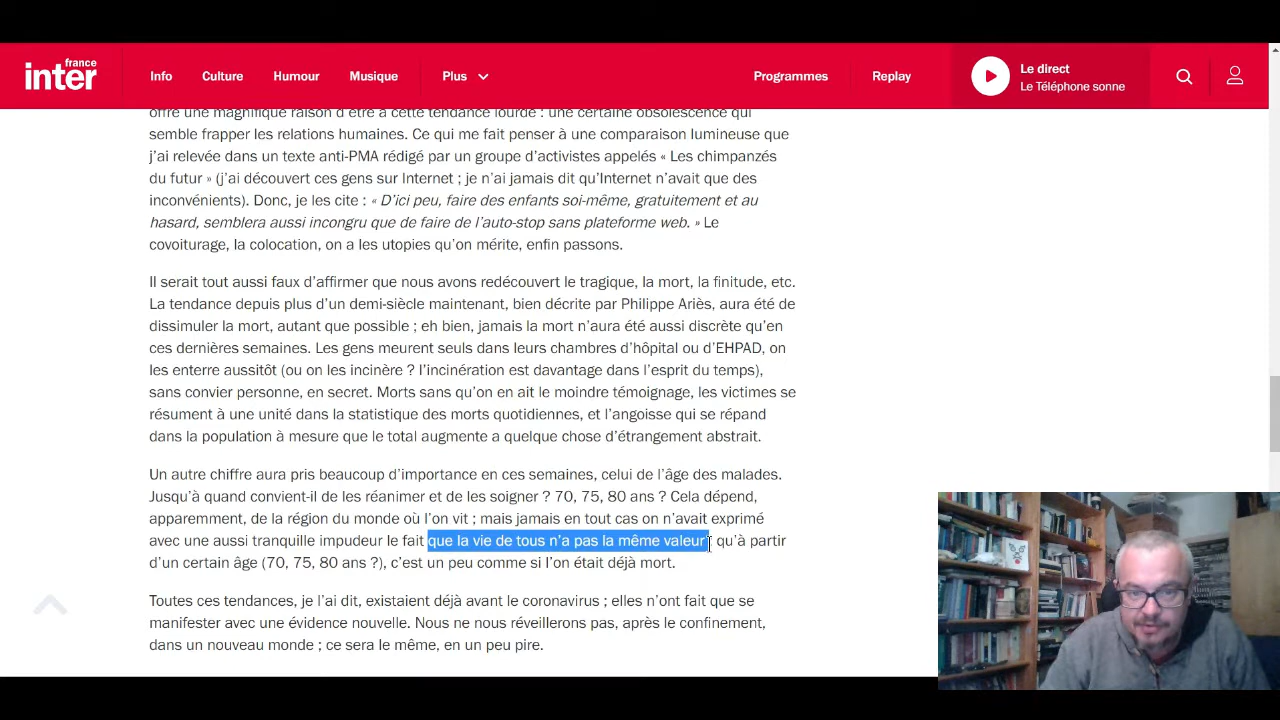 france
inter
Info
Culture
Humour
Musique
Plus
Programmes
Replay
Le direct
Le Téléphone sonne
offre une magnifique raison d'être à cette tendance lourde : une certaine obsolescence qui
semble frapper les relations humaines. Ce qui me fait penser à une comparaison lumineuse que
j'ai relevée dans un texte anti-PMA rédigé par un groupe d'activistes appelés « Les chimpanzés
du futur » (j'ai découvert ces gens sur Internet ; je n'ai jamais dit qu'Internet n'avait que des
inconvénients). Donc, je les cite : « D'ici peu, faire des enfants soi-même, gratuitement et au
hasard, semblera aussi incongru que de faire de l'auto-stop sans plateforme web. » Le
covoiturage, la colocation, on a les utopies qu'on mérite, enfin passons.
Il serait tout aussi faux d'affirmer que nous avons redécouvert le tragique, la mort, la finitude, etc.
La tendance depuis plus d'un demi-siècle maintenant, bien décrite par Philippe Ariès, aura été de
dissimuler la mort, autant que possible ; eh bien, jamais la mort n'aura été aussi discrète qu'en
ces dernières semaines. Les gens meurent seuls dans leurs chambres d'hôpital ou d'EHPAD, on
les enterre aussitôt (ou on les incinère ? l'incinération est davantage dans l'esprit du temps),
sans convier personne, en secret. Morts sans qu'on en ait le moindre témoignage, les victimes se
résument à une unité dans la statistique des morts quotidiennes, et l'angoisse qui se répand
dans la population à mesure que le total augmente a quelque chose d'étrangement abstrait.
Un autre chiffre aura pris beaucoup d'importance en ces semaines, celui de l'âge des malades.
Jusqu'à quand convient-il de les réanimer et de les soigner ? 70, 75, 80 ans ? Cela dépend,
apparemment, de la région du monde où l'on vit ; mais jamais en tout cas on n'avait exprimé
avec une aussi tranquille impudeur le fait que la vie de tous n'a pas la même valeur ; qu'à partir
d'un certain âge (70, 75, 80 ans ?), c'est un peu comme si l'on était déjà mort.
Toutes ces tendances, je l'ai dit, existaient déjà avant le coronavirus ; elles n'ont fait que se
manifester avec une évidence nouvelle. Nous ne nous réveillerons pas, après le confinement,
dans un nouveau monde ; ce sera le même, en un peu pire.